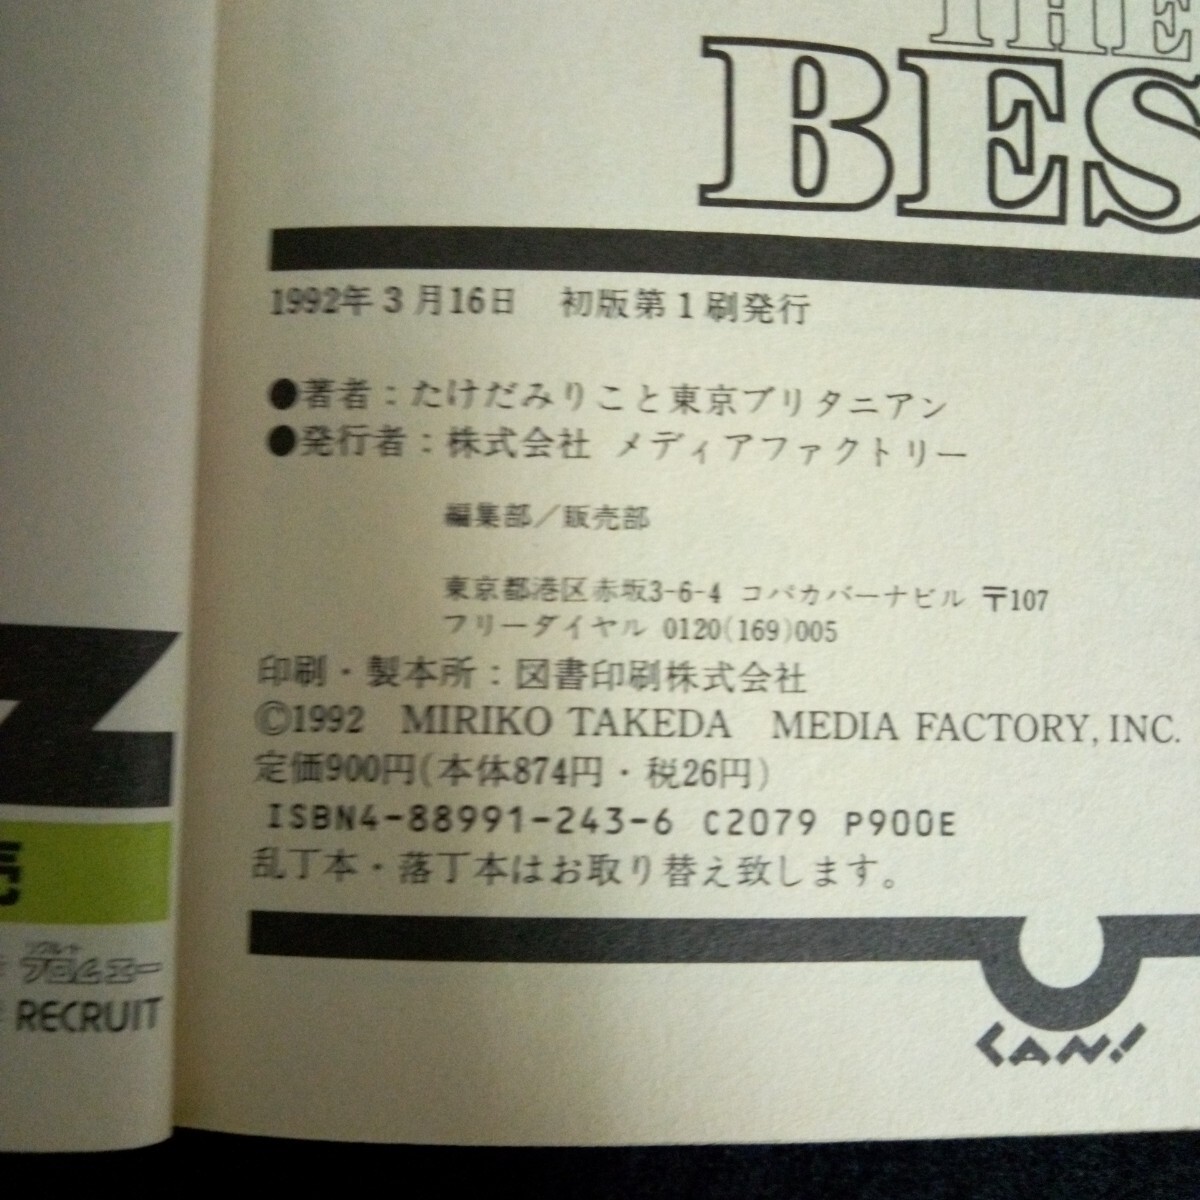 THE
BES
1992年3月16日 初版第1刷発行
●著者：たけだみりこと東京ブリタニアン
●発行者：株式会社 メディアファクトリー
編集部／販売部
東京都港区赤坂3-6-4 コパカバーナビル 〒107
フリーダイヤル 0120(169)005
印刷・製本所：図書印刷株式会社
©1992 MIRIKO TAKEDA MEDIA FACTORY, INC.
定価900円(本体874円・税26円)
ISBN4-88991-243-6 C2079 P900E
乱丁本・落丁本はお取り替え致します。
CAN!
売
フロムエー
RECRUIT